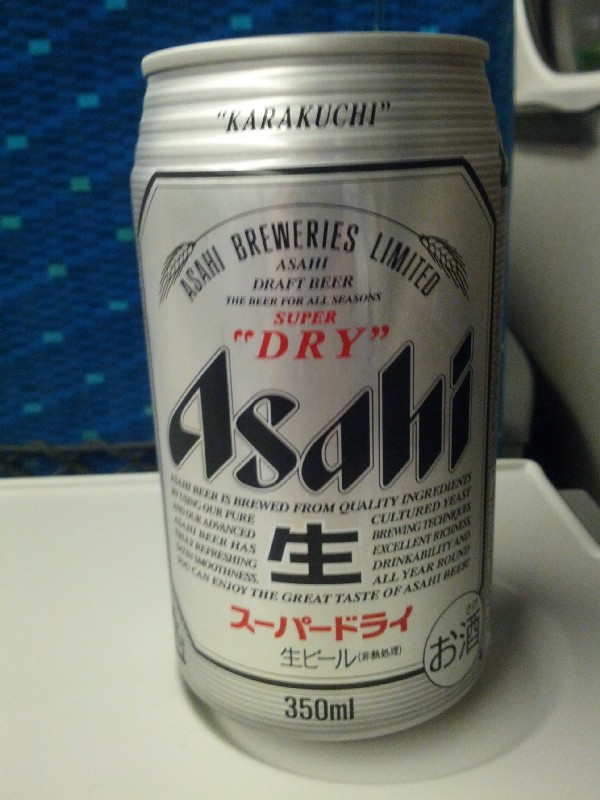 "KARAKUCHI"
ASAHI BREWERIES LIMITED
ASAHI
DRAFT BEER
THE BEER FOR ALL SEASONS
SUPER
"DRY"
Asahi
ASAHI BEER IS BREWED FROM QUALITY INGREDIENTS
BY USING OUR PURE CULTURED YEAST
AND OUR ADVANCED BREWING TECHNIQUES.
ASAHI BEER HAS EXCELLENT RICHNESS,
TRULY REFRESHING DRINKABILITY AND
SATIN SMOOTHNESS. ALL YEAR ROUND
YOU CAN ENJOY THE GREAT TASTE OF ASAHI BEER!
生
スーパードライ
生ビール(非熱処理)
お酒
350ml